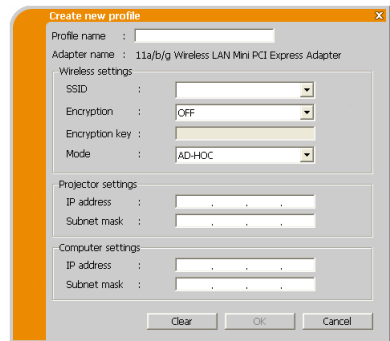 Create new profile X
Profile name :
Adapter name : 11a/b/g Wireless LAN Mini PCI Express Adapter
Wireless settings
SSID :
Encryption : OFF
Encryption key :
Mode : AD-HOC
Projector settings
IP address : . . .
Subnet mask : . . .
Computer settings
IP address : . . .
Subnet mask : . . .
Clear OK Cancel